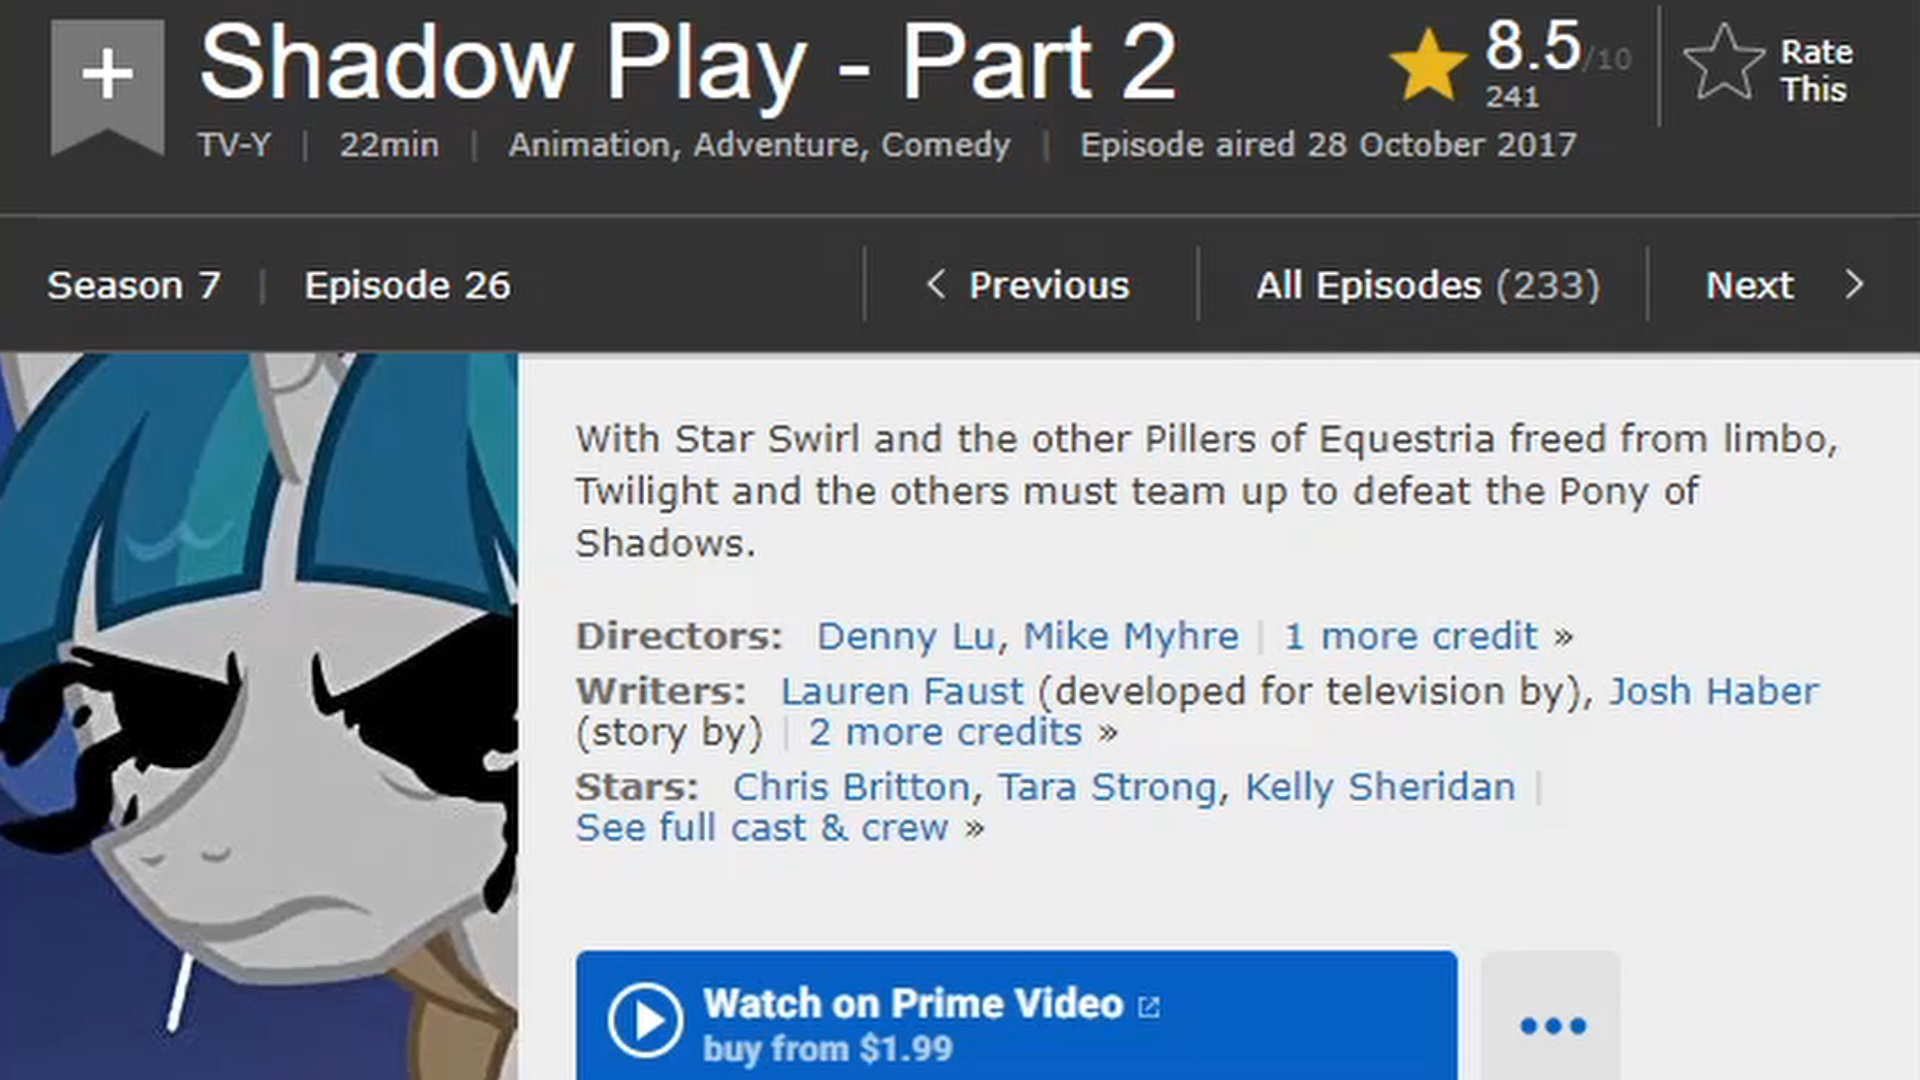 Shadow Play - Part 2
8.5/10
241
Rate
This
TV-Y | 22min | Animation, Adventure, Comedy | Episode aired 28 October 2017
Season 7 | Episode 26
Previous
All Episodes (233)
Next
With Star Swirl and the other Pillers of Equestria freed from limbo,
Twilight and the others must team up to defeat the Pony of
Shadows.
Directors: Denny Lu, Mike Myhre | 1 more credit »
Writers: Lauren Faust (developed for television by), Josh Haber
(story by) | 2 more credits »
Stars: Chris Britton, Tara Strong, Kelly Sheridan |
See full cast & crew »
Watch on Prime Video
buy from $1.99